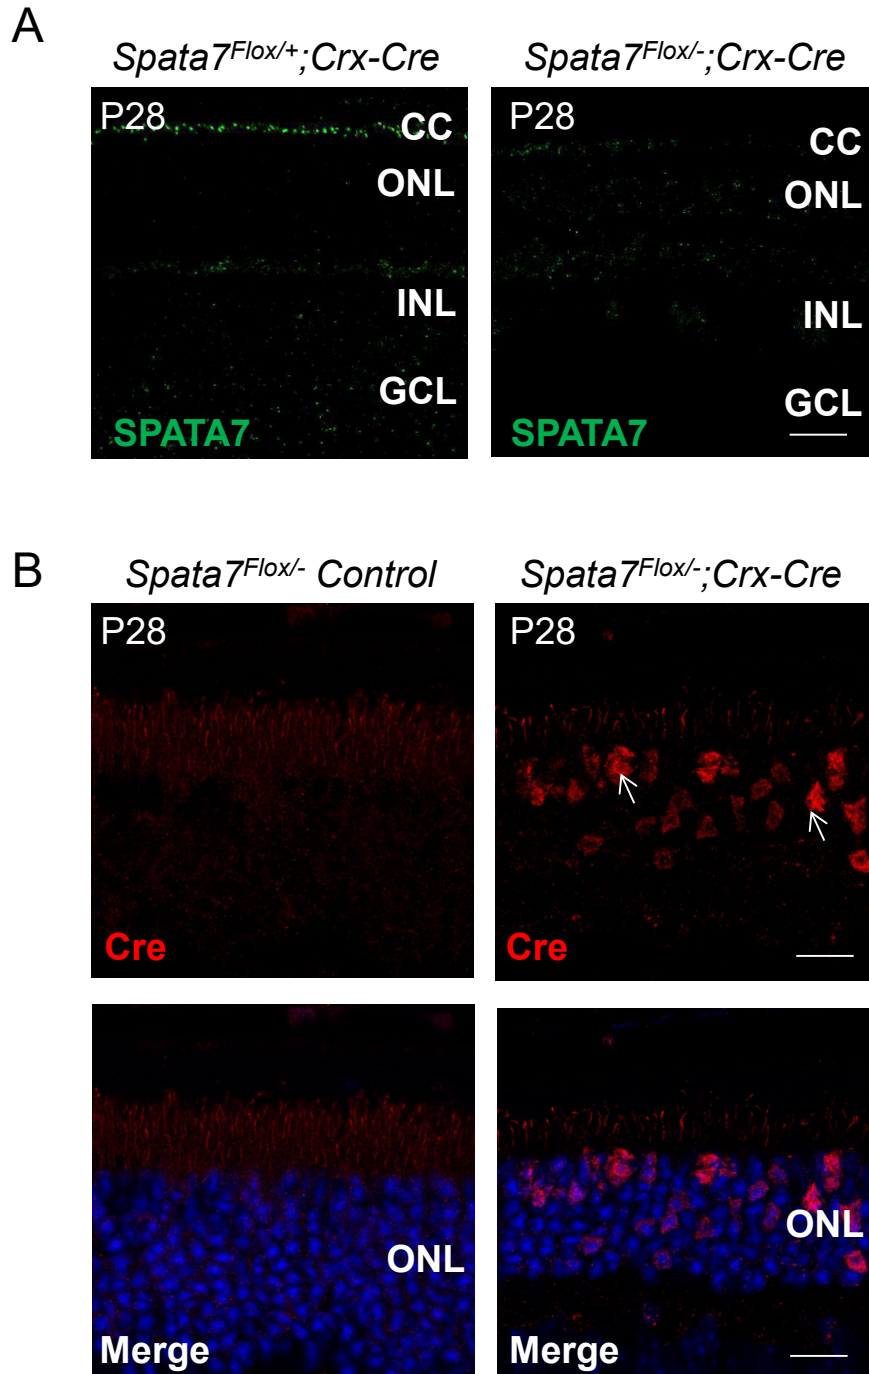 A
Spata7Flox/+;Crx-Cre
Spata7Flox/-;Crx-Cre
P28
CC
ONL
INL
GCL
SPATA7
P28
CC
ONL
INL
GCL
SPATA7
B
Spata7Flox/- Control
Spata7Flox/-;Crx-Cre
P28
Cre
P28
Cre
ONL
Merge
ONL
Merge